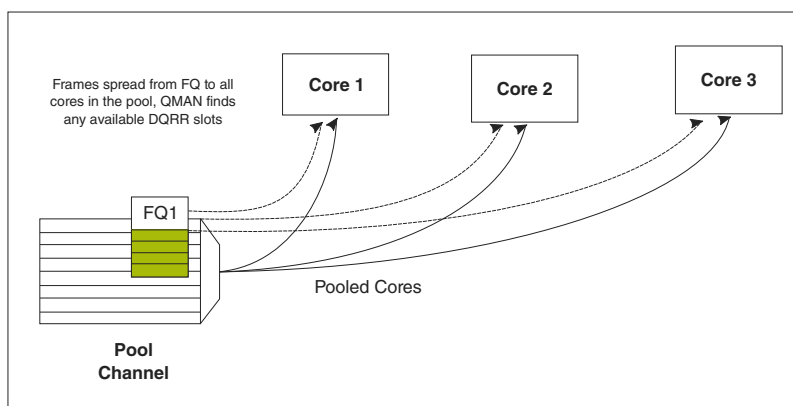 Frames spread from FQ to all
cores in the pool, QMAN finds
any available DQRR slots
Core 1
Core 2
Core 3
FQ1
Pooled Cores
Pool
Channel